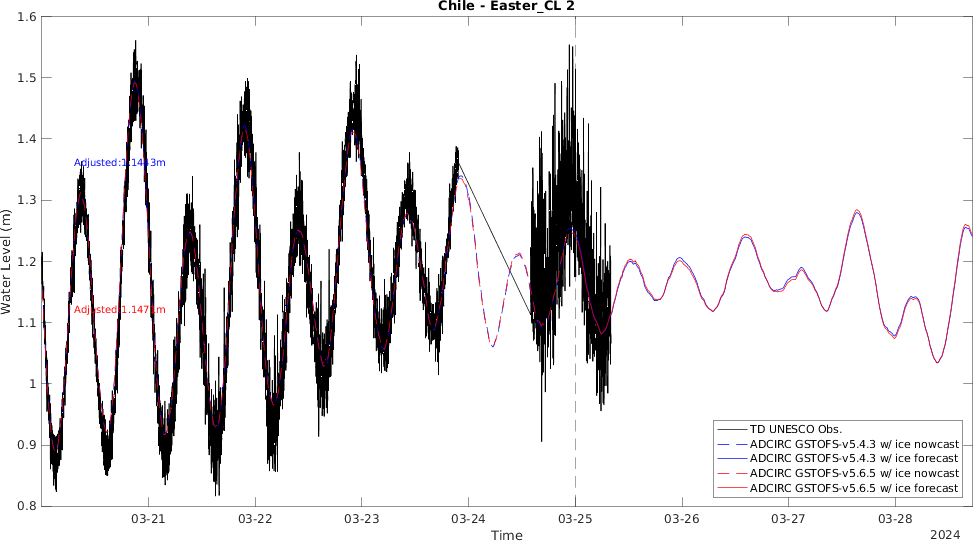 Chile - Easter_CL 2
1.6
1.5
1.4
1.3
1.2
1.1
1
0.9
0.8
Water Level (m)
Adjusted:1.1443m
Adjusted:1.1471m
TD UNESCO Obs.
ADCIRC GSTOFS-v5.4.3 w/ ice nowcast
ADCIRC GSTOFS-v5.4.3 w/ ice forecast
ADCIRC GSTOFS-v5.6.5 w/ ice nowcast
ADCIRC GSTOFS-v5.6.5 w/ ice forecast
03-21 03-22 03-23 03-24 03-25 03-26 03-27 03-28
Time
2024